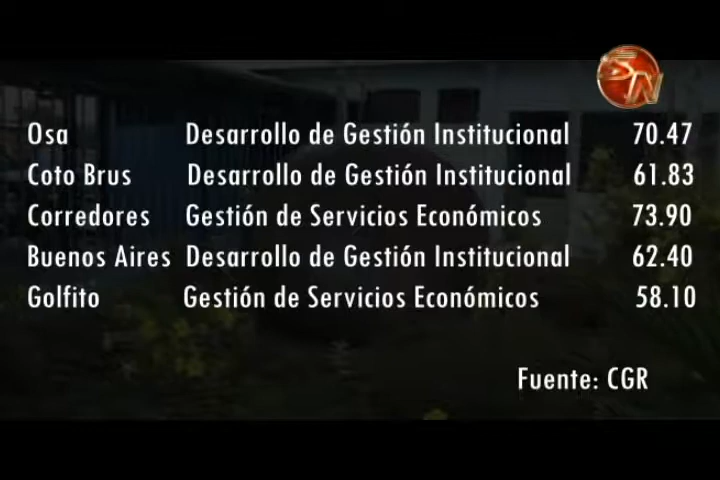 SN
Osa Desarrollo de Gestión Institucional 70.47
Coto Brus Desarrollo de Gestión Institucional 61.83
Corredores Gestión de Servicios Económicos 73.90
Buenos Aires Desarrollo de Gestión Institucional 62.40
Golfito Gestión de Servicios Económicos 58.10
Fuente: CGR